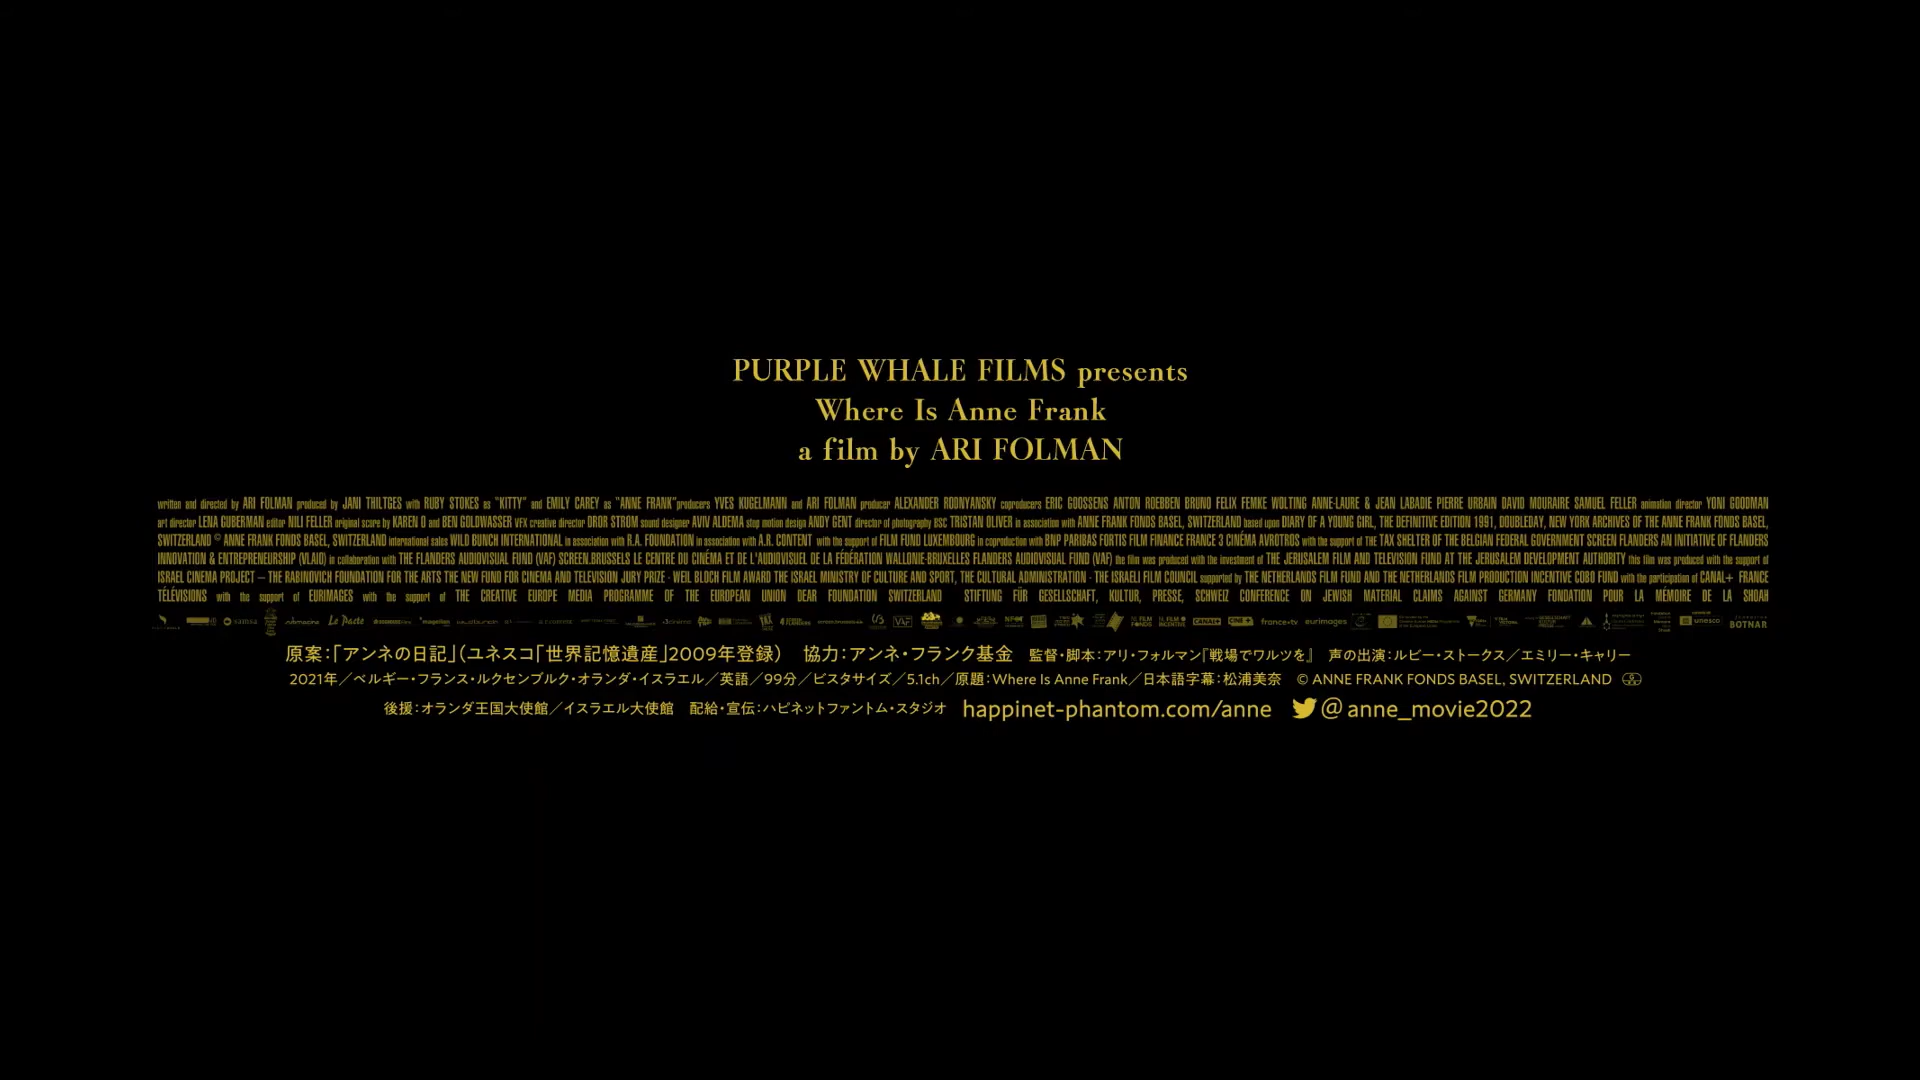 PURPLE WHALE FILMS presents
Where Is Anne Frank
a film by ARI FOLMAN
written and directed by ARI FOLMAN produced by JANI THILTGES with RUBY STOKES as "KITTY" and EMILY CAREY as "ANNE FRANK"producers YVES KUGELMANN and ARI FOLMAN producer ALEXANDER RODNYANSKY coproducers ERIC GOOSSENS ANTON ROEBBEN BRUNO FELIX FEMKE WOLTING ANNE-LAURE & JEAN LABADIE PIERRE URBAIN DAVID MOURAIRE SAMUEL FELLER animation director YONI GOODMAN
art director LENA GUBERMAN editor NILI FELLER original score by KAREN O and BEN GOLDWASSER VFX creative director DROR STROM sound designer AVIV ALDEMA stop motion design ANDY GENT director of photography BSC TRISTAN OLIVER in association with ANNE FRANK FONDS BASEL, SWITZERLAND based upon DIARY OF A YOUNG GIRL, THE DEFINITIVE EDITION 1991, DOUBLEDAY, NEW YORK ARCHIVES OF THE ANNE FRANK FONDS BASEL,
SWITZERLAND © ANNE FRANK FONDS BASEL, SWITZERLAND international sales WILD BUNCH INTERNATIONAL in association with R.A. FOUNDATION in association with A.R. CONTENT with the support of FILM FUND LUXEMBOURG in coproduction with BNP PARIBAS FORTIS FILM FINANCE FRANCE 3 CINÉMA AVROTROS with the support of THE TAX SHELTER OF THE BELGIAN FEDERAL GOVERNMENT SCREEN FLANDERS AN INITIATIVE OF FLANDERS
INNOVATION & ENTREPRENEURSHIP (VLAIO) in collaboration with THE FLANDERS AUDIOVISUAL FUND (VAF) SCREEN.BRUSSELS LE CENTRE DU CINÉMA ET DE L'AUDIOVISUEL DE LA FÉDÉRATION WALLONIE-BRUXELLES FLANDERS AUDIOVISUAL FUND (VAF) the film was produced with the investment of THE JERUSALEM FILM AND TELEVISION FUND AT THE JERUSALEM DEVELOPMENT AUTHORITY this film was produced with the support of
ISRAEL CINEMA PROJECT – THE RABINOVICH FOUNDATION FOR THE ARTS THE NEW FUND FOR CINEMA AND TELEVISION JURY PRIZE - WEIL BLOCH FILM AWARD THE ISRAEL MINISTRY OF CULTURE AND SPORT, THE CULTURAL ADMINISTRATION - THE ISRAELI FILM COUNCIL supported by THE NETHERLANDS FILM FUND AND THE NETHERLANDS FILM PRODUCTION INCENTIVE COBO FUND with the participation of CANAL+ FRANCE
TÉLÉVISIONS with the support of EURIMAGES with the support of THE CREATIVE EUROPE MEDIA PROGRAMME OF THE EUROPEAN UNION DEAR FOUNDATION SWITZERLAND STIFTUNG FÜR GESELLSCHAFT, KULTUR, PRESSE, SCHWEIZ CONFERENCE ON JEWISH MATERIAL CLAIMS AGAINST GERMANY FONDATION POUR LA MÉMOIRE DE LA SHOAH
Le Pacte VAF CANAL+ CINE+ france•tv eurimages unesco BOTNAR
原案:「アンネの日記」(ユネスコ「世界記憶遺産」2009年登録) 協力:アンネ・フランク基金 監督・脚本:アリ・フォルマン『戦場でワルツを』 声の出演:ルビー・ストークス/エミリー・キャリー
2021年/ベルギー・フランス・ルクセンブルク・オランダ・イスラエル/英語/99分/ビスタサイズ/5.1ch/原題:Where Is Anne Frank/日本語字幕:松浦美奈 © ANNE FRANK FONDS BASEL, SWITZERLAND
後援:オランダ王国大使館/イスラエル大使館 配給・宣伝:ハピネットファントム・スタジオ happinet-phantom.com/anne @anne_movie2022